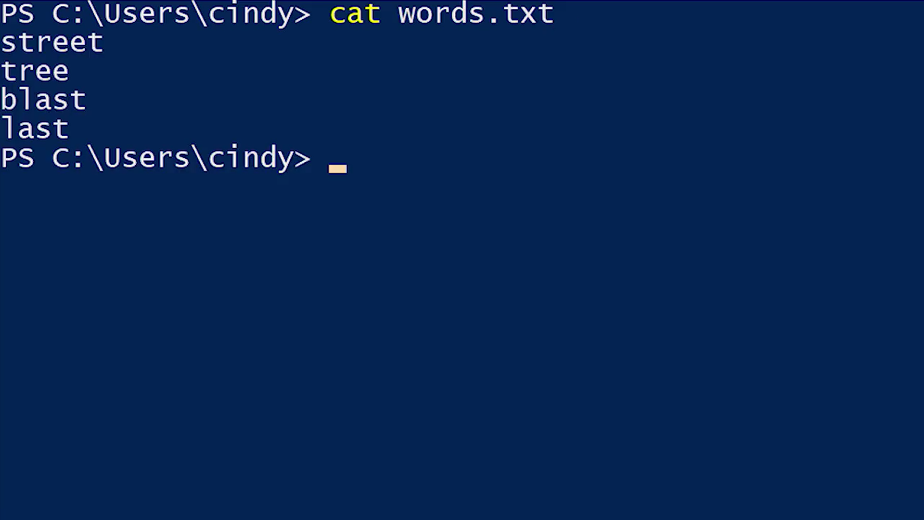 PS C:\Users\cindy> cat words.txt
street
tree
blast
last
PS C:\Users\cindy>